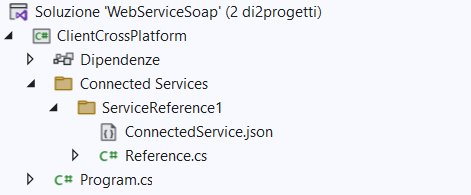 Soluzione 'WebServiceSoap' (2 di2progetti)
C# ClientCrossPlatform
Dipendenze
Connected Services
ServiceReference1
ConnectedService.json
C# Reference.cs
C# Program.cs